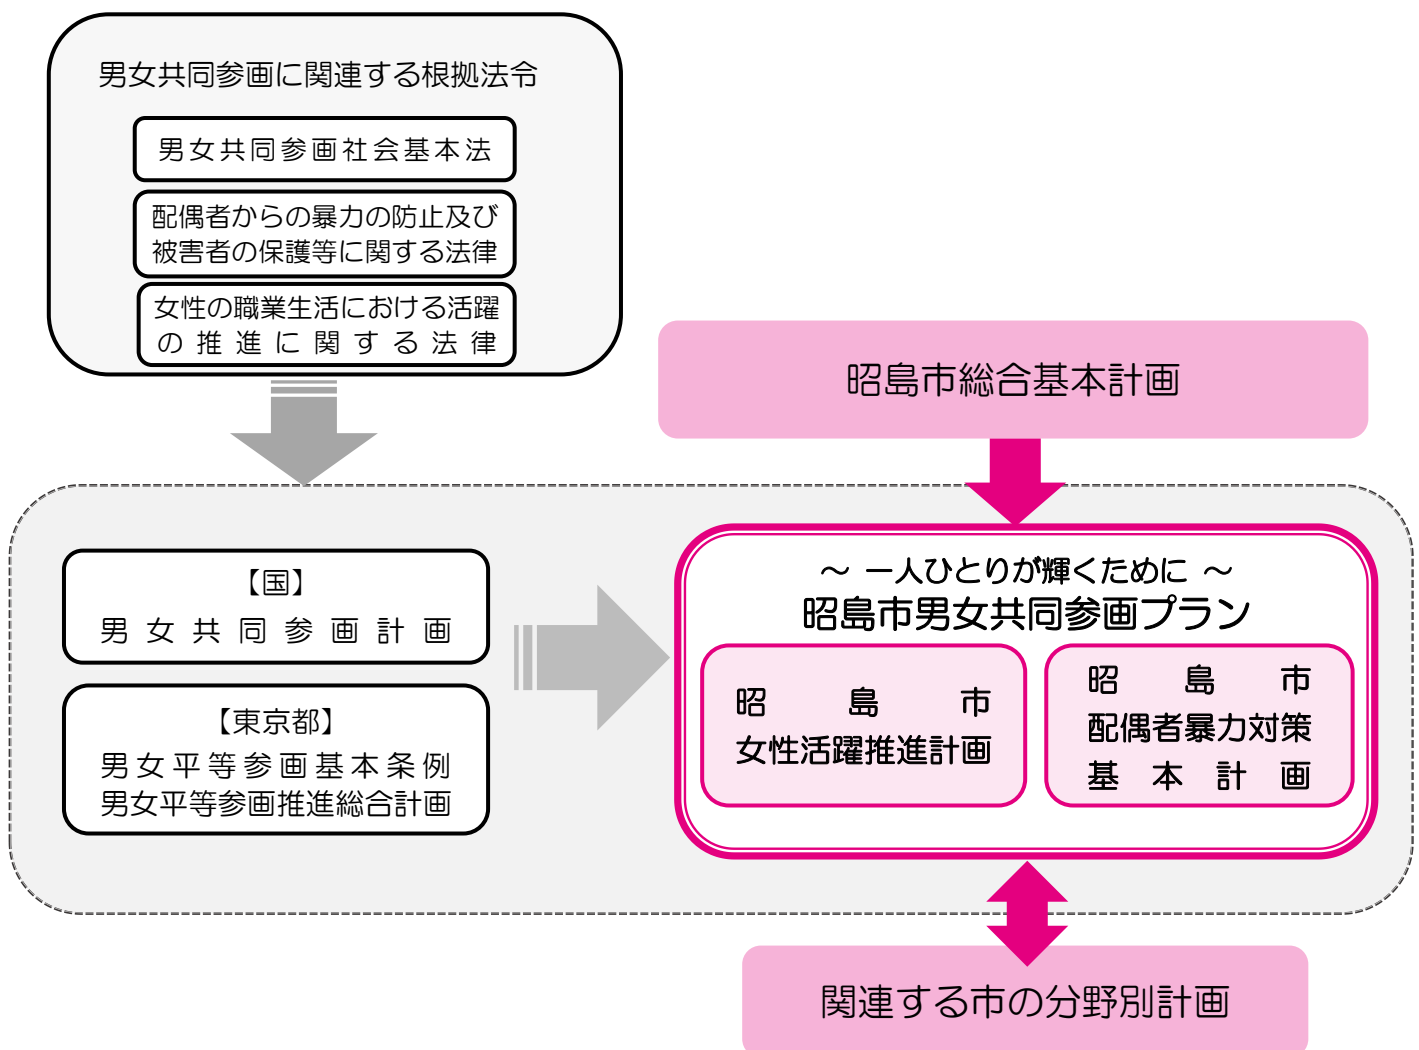 男女共同参画に関連する根拠法令
男女共同参画社会基本法
配偶者からの暴力の防止及び
被害者の保護等に関する法律
女性の職業生活における活躍
の推進に関する法律
昭島市総合基本計画
【国】
男女共同参画計画
【東京都】
男女平等参画基本条例
男女平等参画推進総合計画
～ 一人ひとりが輝くために ～
昭島市男女共同参画プラン
昭島市
女性活躍推進計画
昭島市
配偶者暴力対策
基本計画
関連する市の分野別計画